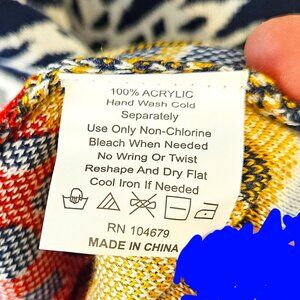 100% ACRYLIC
Hand Wash Cold
Separately
Use Only Non-Chlorine
Bleach When Needed
No Wring Or Twist
Reshape And Dry Flat
Cool Iron If Needed
RN 104679
MADE IN CHINA